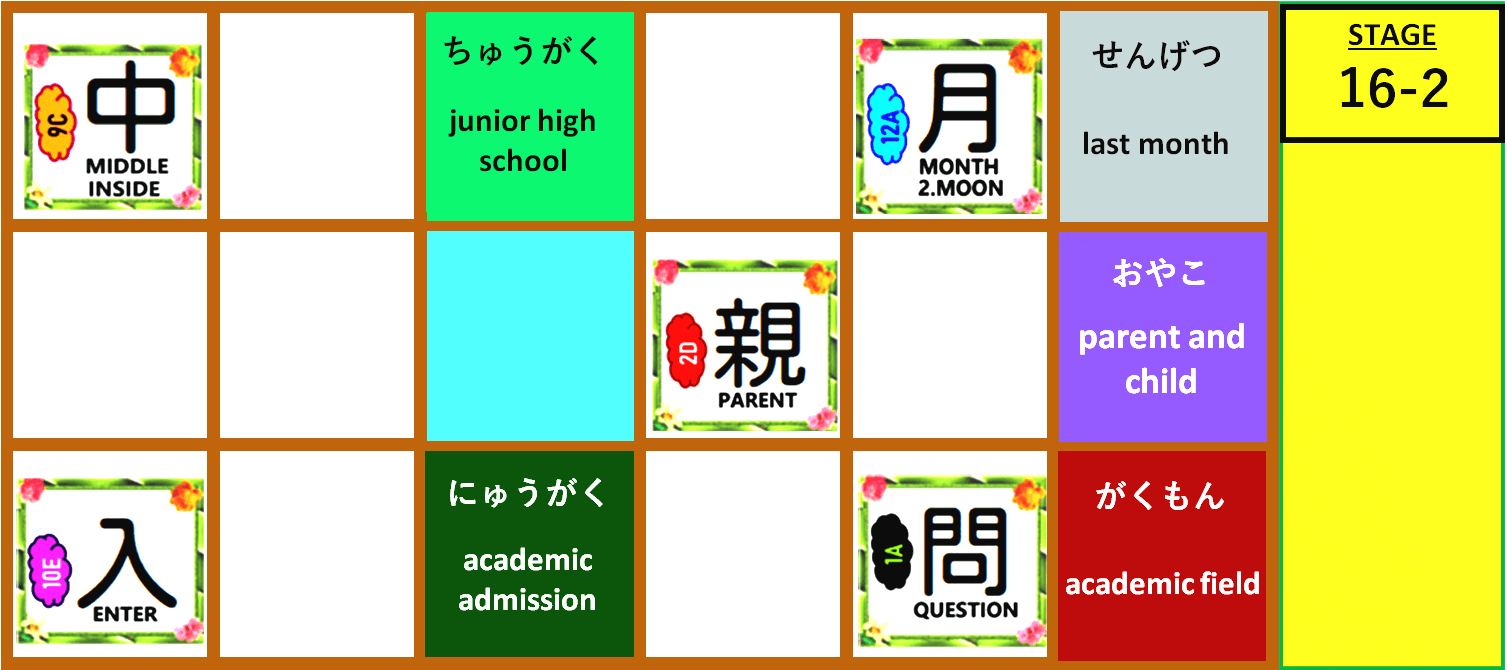 9C
中
MIDDLE
INSIDE
ちゅうがく
junior high
school
12A
月
MONTH
2.MOON
せんげつ
last month
STAGE
16-2
2D
親
PARENT
おやこ
parent and
child
10E
入
ENTER
にゅうがく
academic
admission
1A
問
QUESTION
がくもん
academic field